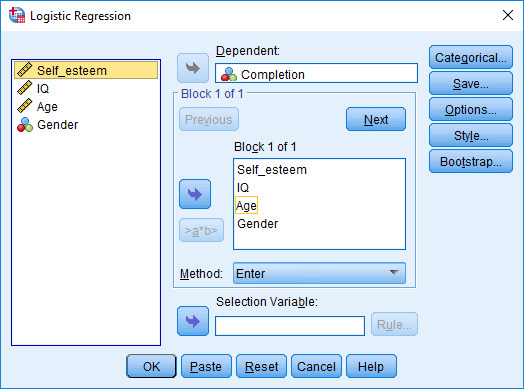 Logistic Regression
Self_esteem
IQ
Age
Gender
Dependent:
Completion
Block 1 of 1
Previous
Next
Block 1 of 1
Self_esteem
IQ
Age
Gender
>a*b>
Method:
Enter
Selection Variable:
Rule...
Categorical...
Save...
Options...
Style...
Bootstrap...
OK
Paste
Reset
Cancel
Help